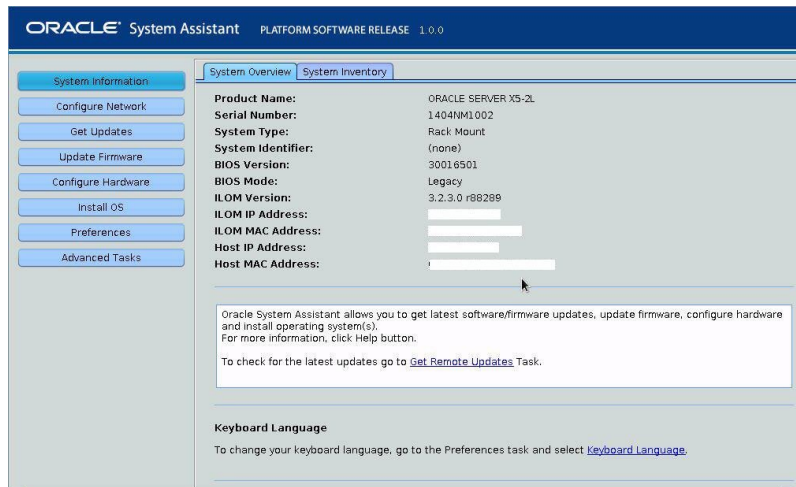 ORACLE® System Assistant PLATFORM SOFTWARE RELEASE 1.0.0
System Information
Configure Network
Get Updates
Update Firmware
Configure Hardware
Install OS
Preferences
Advanced Tasks
System Overview System Inventory
Product Name: ORACLE SERVER X5-2L
Serial Number: 1404NM1002
System Type: Rack Mount
System Identifier: (none)
BIOS Version: 30016501
BIOS Mode: Legacy
ILOM Version: 3.2.3.0 r88289
ILOM IP Address:
ILOM MAC Address:
Host IP Address:
Host MAC Address:
Oracle System Assistant allows you to get latest software/firmware updates, update firmware, configure hardware
and install operating system(s).
For more information, click Help button.
To check for the latest updates go to Get Remote Updates Task.
Keyboard Language
To change your keyboard language, go to the Preferences task and select Keyboard Language.